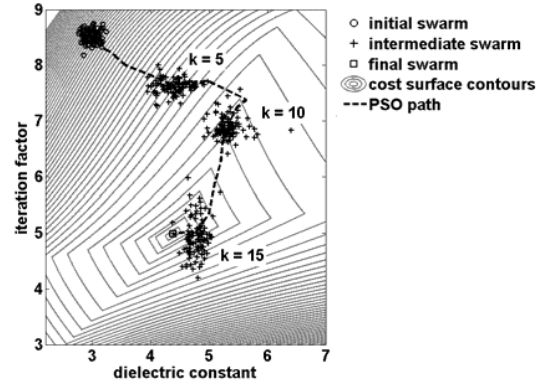 9
8
7
6
5
4
3
iteration factor
3
4
5
6
7
dielectric constant
k = 5
k = 10
k = 15
initial swarm
intermediate swarm
final swarm
cost surface contours
PSO path